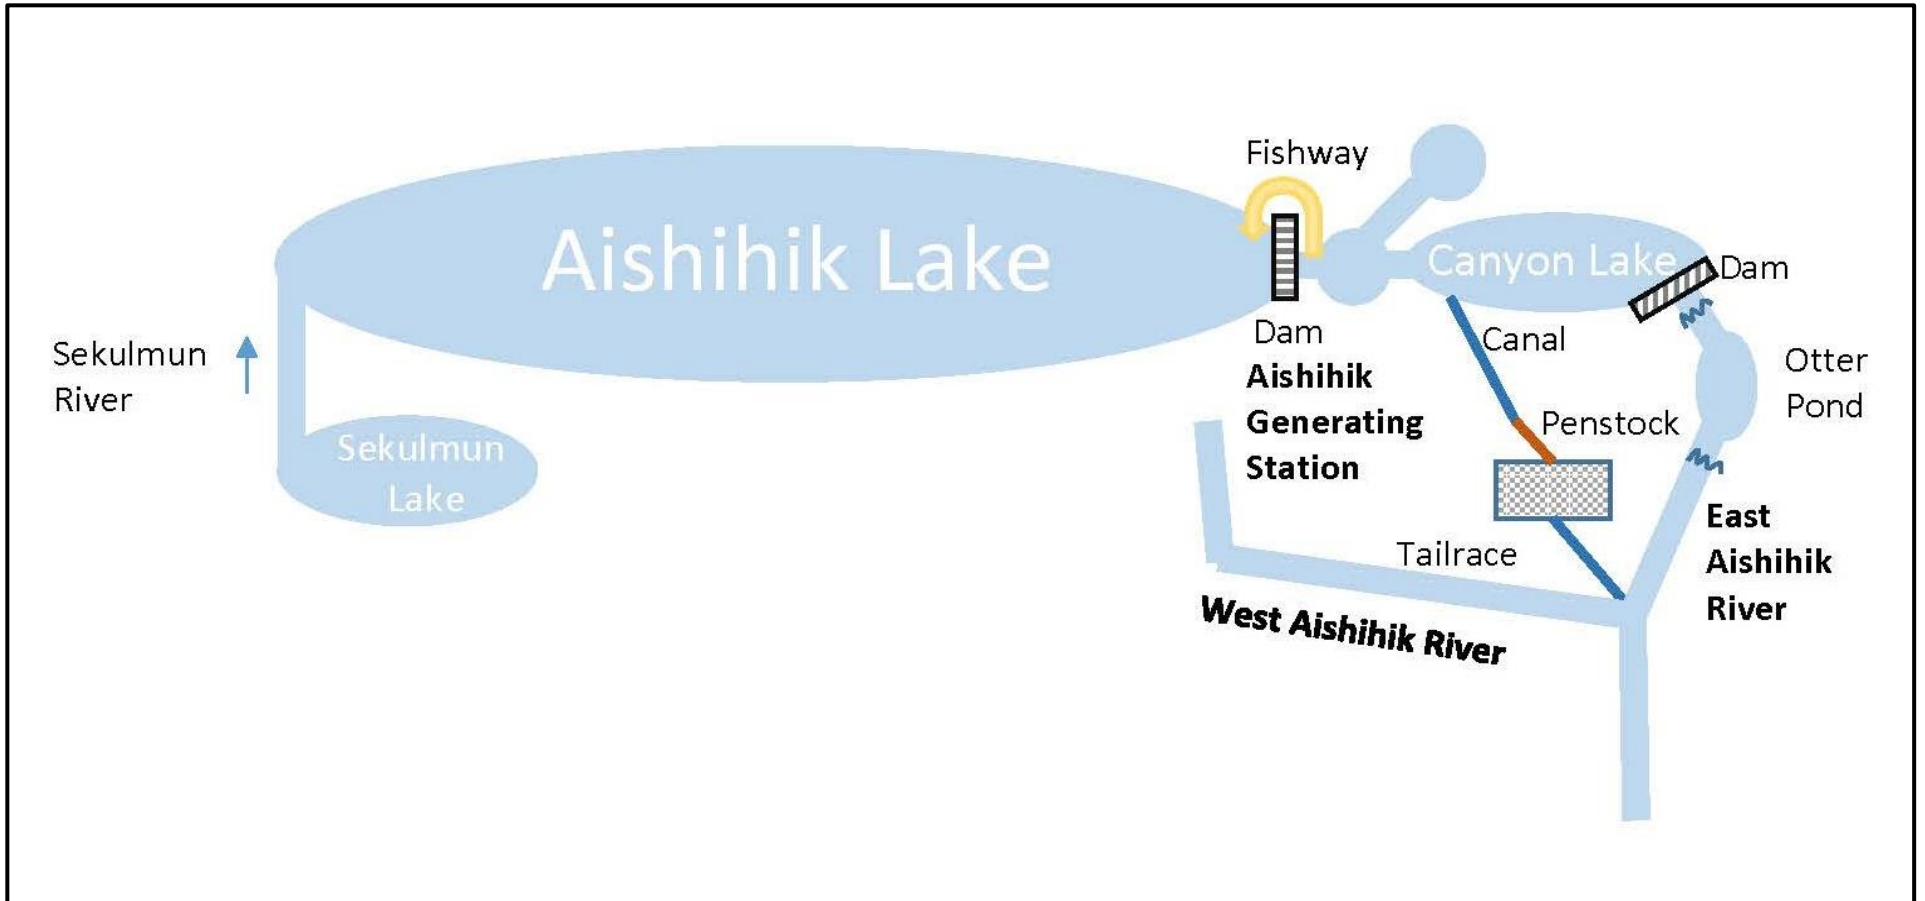 Fishway
Aishihik Lake
Canyon Lake
Dam
Dam
Canal
Sekulmun
River
Otter
Pond
Aishihik
Generating
Station
Penstock
Sekulmun
Lake
East
Aishihik
River
Tailrace
West Aishihik River